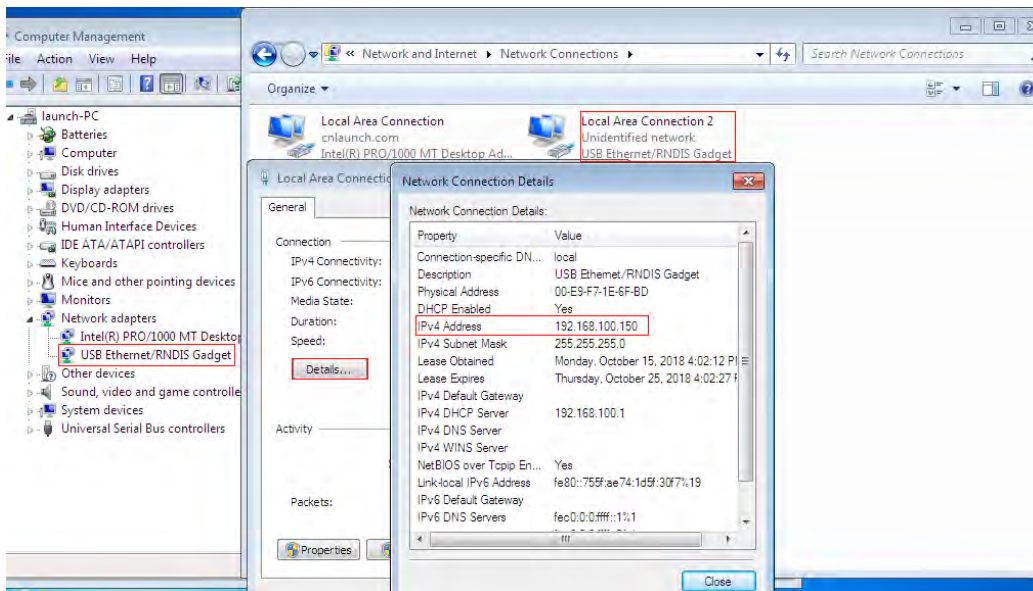 Computer Management
File Action View Help
launch-PC
Batteries
Computer
Disk drives
Display adapters
DVD/CD-ROM drives
Human Interface Devices
IDE ATA/ATAPI controllers
Keyboards
Mice and other pointing devices
Monitors
Network adapters
Intel(R) PRO/1000 MT Desktop
USB Ethernet/RNDIS Gadget
Other devices
Sound, video and game controlle
System devices
Universal Serial Bus controllers
« Network and Internet Network Connections
Search Network Connections
Organize
Local Area Connection
cnlaunch.com
Intel(R) PRO/1000 MT Desktop Ad...
Local Area Connection 2
Unidentified network
USB Ethernet/RNDIS Gadget
Local Area Connectio
General
Connection
IPv4 Connectivity:
IPv6 Connectivity:
Media State:
Duration:
Speed:
Details...
Activity
Packets:
Properties
Network Connection Details
Network Connection Details:
Property Value
Connection-specific DN... local
Description USB Ethernet/RNDIS Gadget
Physical Address 00-E9-F7-1E-6F-BD
DHCP Enabled Yes
IPv4 Address 192.168.100.150
IPv4 Subnet Mask 255.255.255.0
Lease Obtained Monday, October 15, 2018 4:02:12 P
Lease Expires Thursday, October 25, 2018 4:02:27
IPv4 Default Gateway
IPv4 DHCP Server 192.168.100.1
IPv4 DNS Server
IPv4 WINS Server
NetBIOS over Tcpip En... Yes
Link-local IPv6 Address fe80::755f:ae74:1d5f:30f7%19
IPv6 Default Gateway
IPv6 DNS Servers fec0:0:0:ffff::1%1
Close